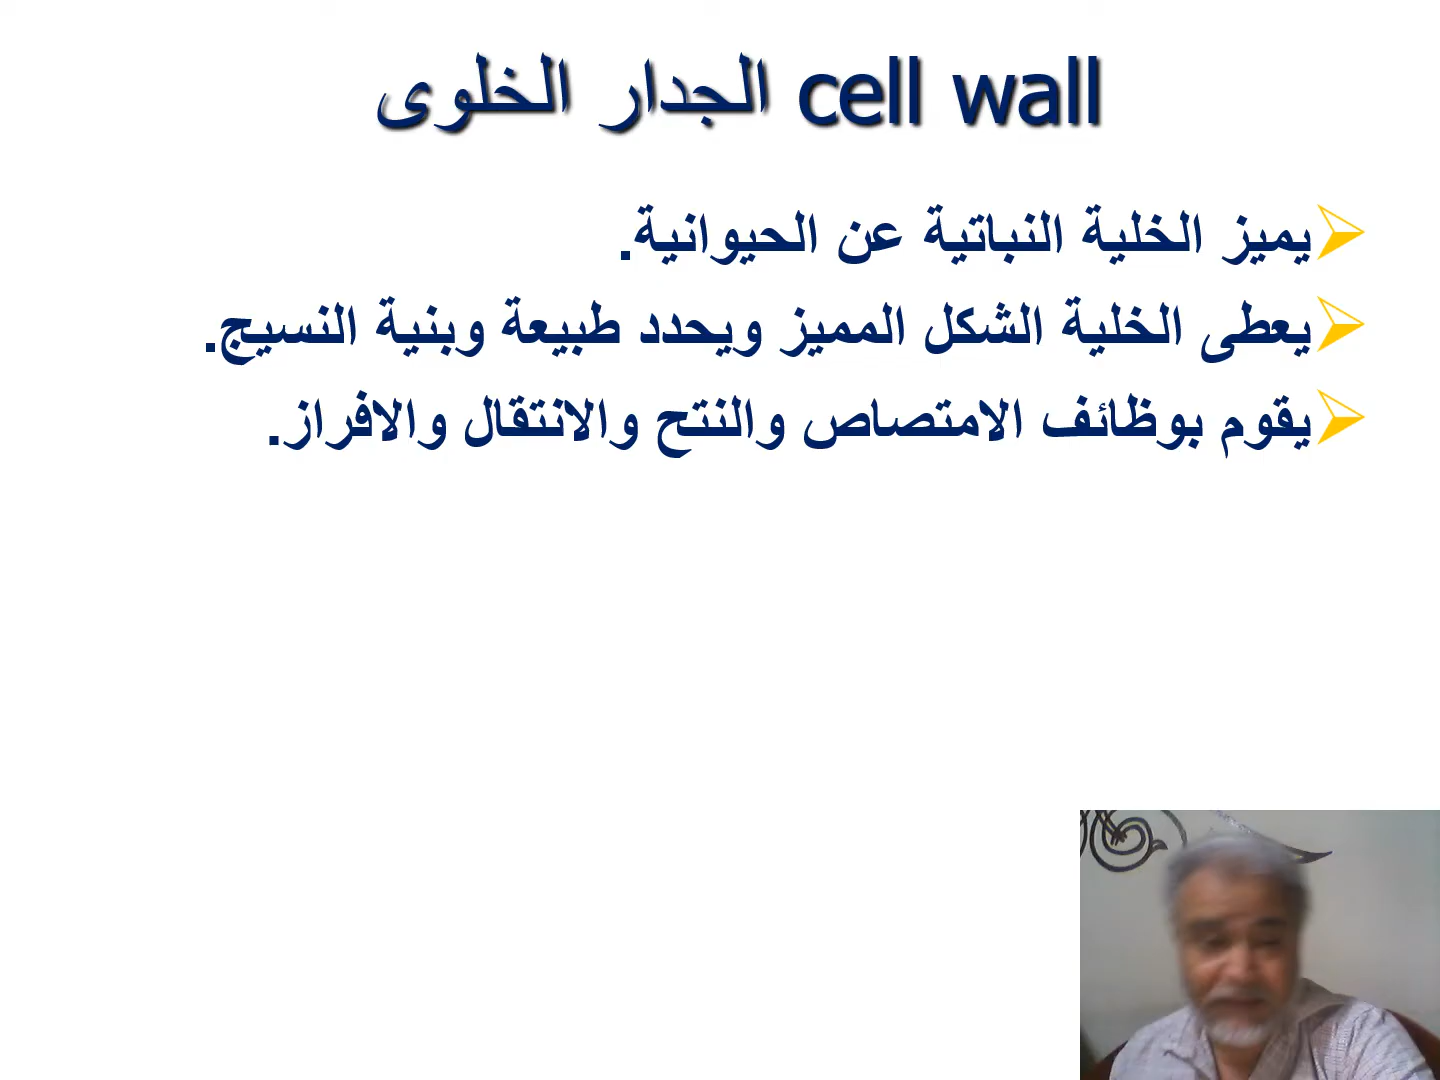 الجدار الخلوى cell wall
يميز الخلية النباتية عن الحيوانية.
يعطى الخلية الشكل المميز ويحدد طبيعة وبنية النسيج.
يقوم بوظائف الامتصاص والنتح والانتقال والافراز.